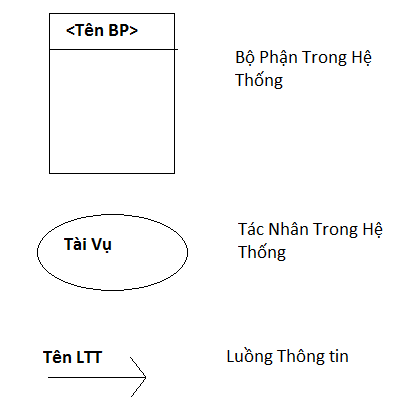 <Tên BP>
Bộ Phận Trong Hệ
Thống
Tài Vụ
Tác Nhân Trong Hệ
Thống
Tên LTT
Luồng Thông tin